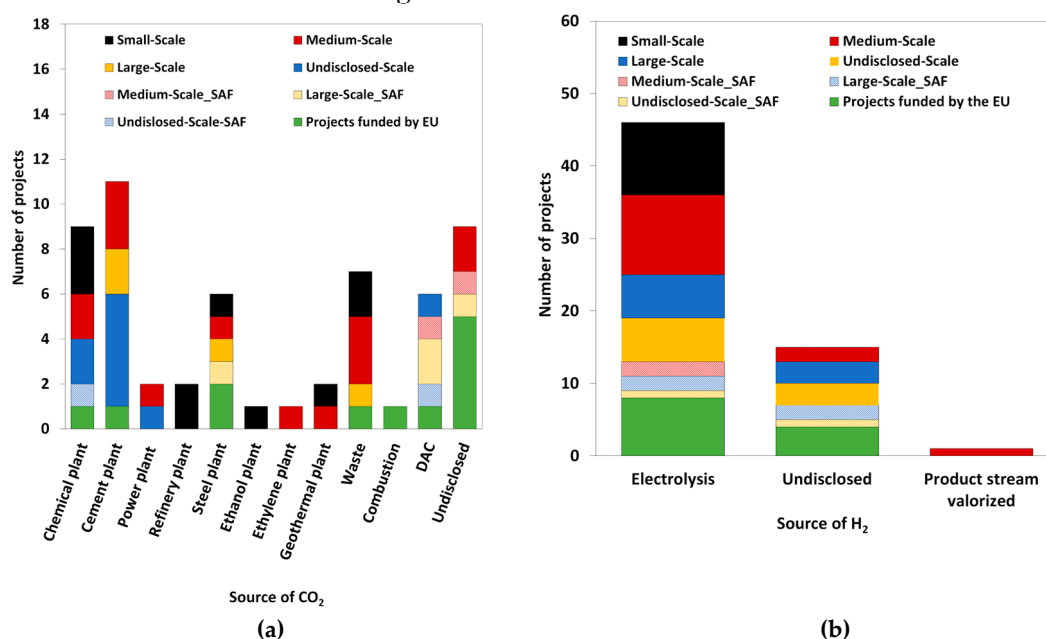 18
16
14
12
10
8
6
4
2
0
Number of projects
Small-Scale
Medium-Scale
Large-Scale
Undisclosed-Scale
Medium-Scale_SAF
Large-Scale_SAF
Undislosed-Scale-SAF
Projects funded by EU
Chemical plant
Cement plant
Power plant
Refinery plant
Steel plant
Ethanol plant
Ethylene plant
Geothermal plant
Waste
Combustion
DAC
Undisclosed
Source of CO₂
(a)
60
50
40
30
20
10
0
Number of projects
Small-Scale
Medium-Scale
Large-Scale
Undisclosed-Scale
Medium-Scale_SAF
Large-Scale_SAF
Undisclosed-Scale_SAF
Projects funded by the EU
Electrolysis
Undisclosed
Product stream
valorized
Source of H₂
(b)